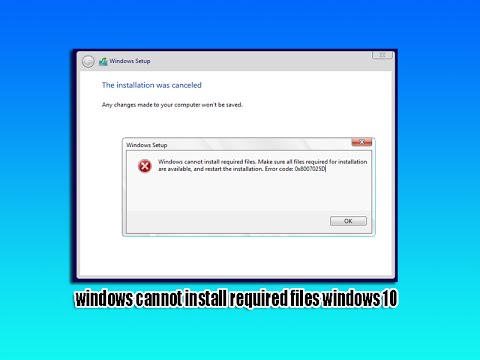 Windows Setup
The installation was canceled
Any changes made to your computer won't be saved.
Windows Setup
Windows cannot install required files. Make sure all files required for installation
are available, and restart the installation. Error code: 0x8007025D
OK
windows cannot install required files windows 10